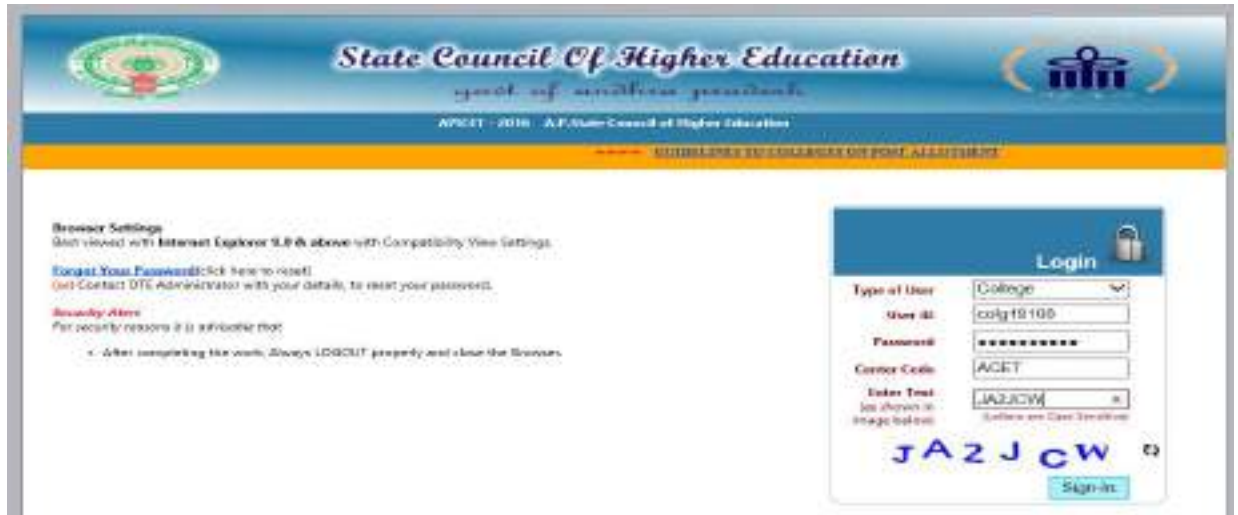 State Council Of Higher Education
govt of andhra pradesh
APICET - 2016 A.P.State Council of Higher Education
GUIDELINES TO COLLEGES ON POST ALLOTMENT
Browser Settings
Best viewed with Internet Explorer 9.0 & above with Compatibility View Settings.
Forgot Your Password(click here to reset)
(or) Contact DTE Administrator with your details, to reset your password.
Security Alert
For security reasons it is advisable that
After completing the work, Always LOGOUT properly and close the Browser.
Login
Type of User College
User ID
Password
Center Code ACET
Enter Text JA2JCW
(as shown in
image below)
(Letters are Case Sensitive)
JA2JCW
Sign-in